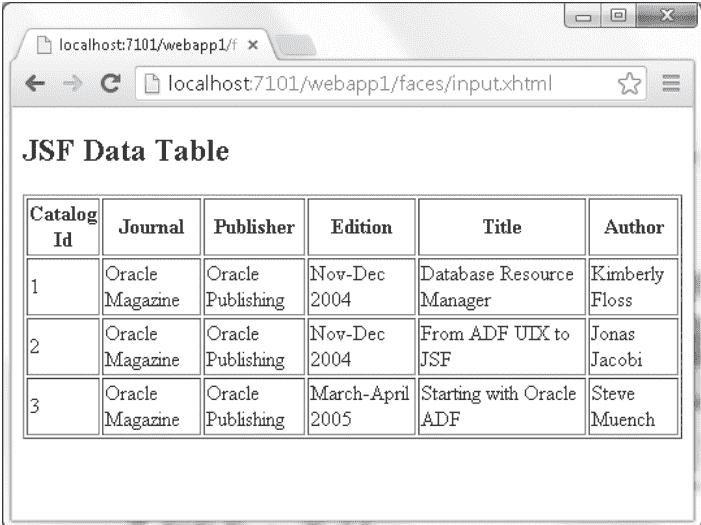 localhost:7101/webapp1/f
localhost:7101/webapp1/faces/input.xhtml
JSF Data Table
Catalog Id Journal Publisher Edition Title Author
1 Oracle Magazine Oracle Publishing Nov-Dec 2004 Database Resource Manager Kimberly Floss
2 Oracle Magazine Oracle Publishing Nov-Dec 2004 From ADF UIX to JSF Jonas Jacobi
3 Oracle Magazine Oracle Publishing March-April 2005 Starting with Oracle ADF Steve Muench